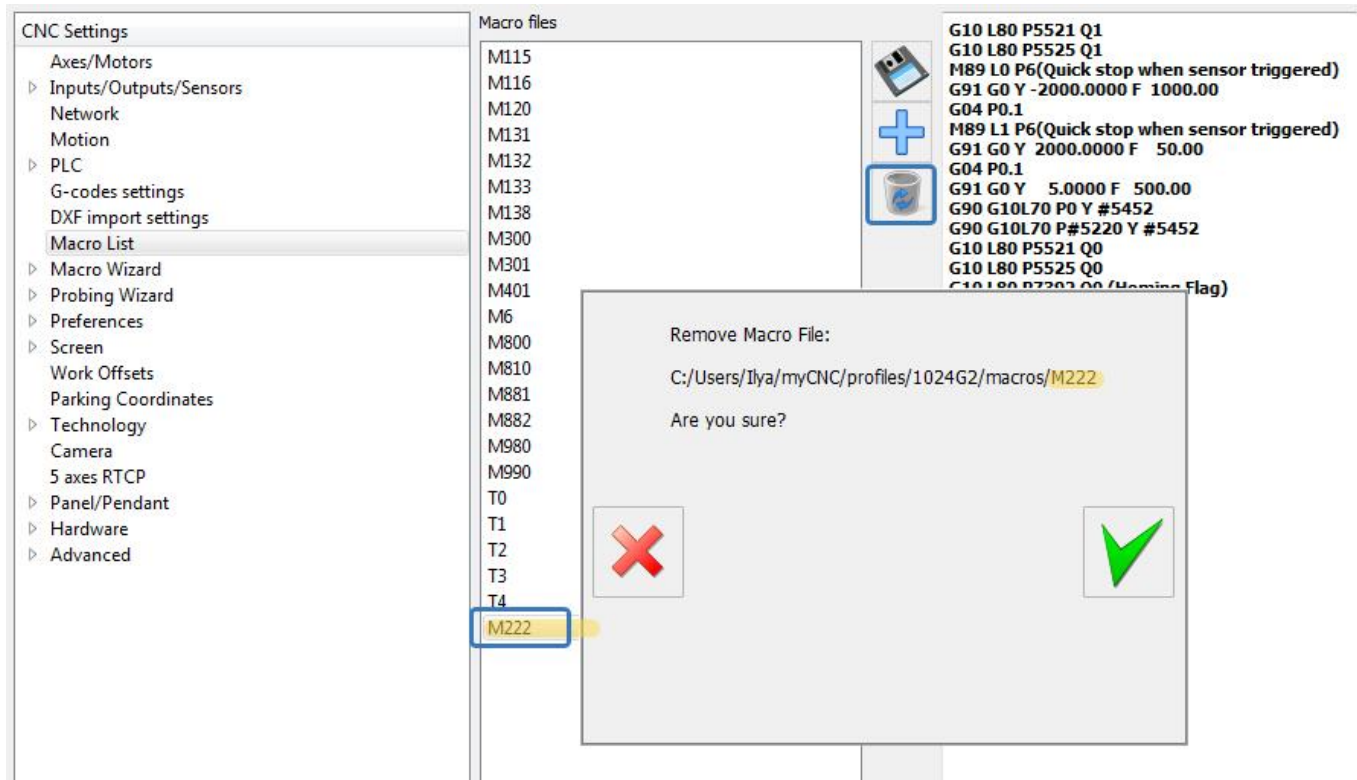 CNC Settings
Axes/Motors
Inputs/Outputs/Sensors
Network
Motion
PLC
G-codes settings
DXF import settings
Macro List
Macro Wizard
Probing Wizard
Preferences
Screen
Work Offsets
Parking Coordinates
Technology
Camera
5 axes RTCP
Panel/Pendant
Hardware
Advanced
Macro files
M115
M116
M120
M131
M132
M133
M138
M300
M301
M401
M6
M800
M810
M881
M882
M980
M990
T0
T1
T2
T3
T4
M222
G10 L80 P5521 Q1
G10 L80 P5525 Q1
M89 L0 P6(Quick stop when sensor triggered)
G91 G0 Y -2000.0000 F 1000.00
G04 P0.1
M89 L1 P6(Quick stop when sensor triggered)
G91 G0 Y 2000.0000 F 50.00
G04 P0.1
G91 G0 Y 5.0000 F 500.00
G90 G10L70 P0 Y #5452
G90 G10L70 P#5220 Y #5452
G10 L80 P5521 Q0
G10 L80 P5525 Q0
G10 L80 P7392 Q0 (Homing Flag)
Remove Macro File:
C:/Users/Ilya/myCNC/profiles/1024G2/macros/M222
Are you sure?